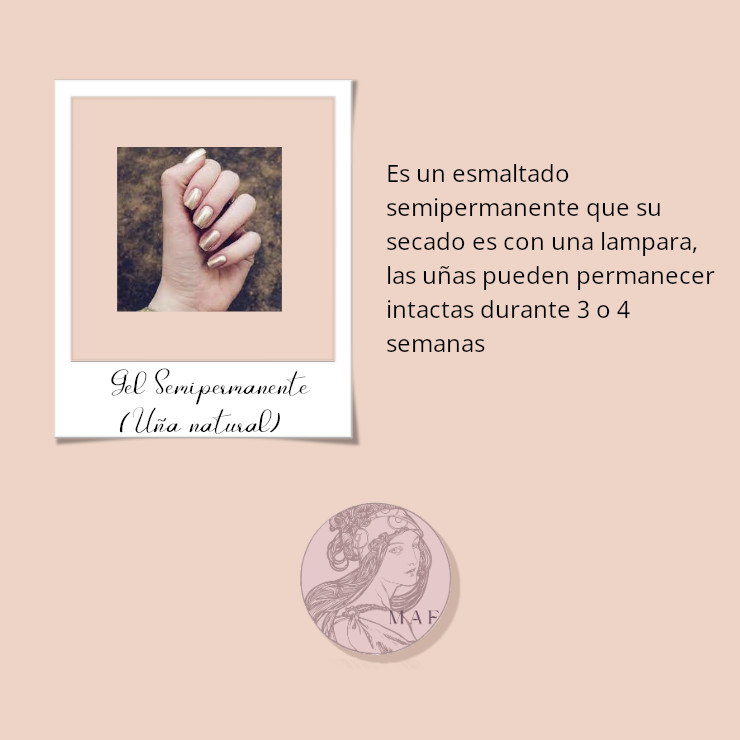 Es un esmaltado
semipermanente que su
secado es con una lampara,
las uñas pueden permanecer
intactas durante 3 o 4
semanas
Gel Semipermanente
(Uña natural)